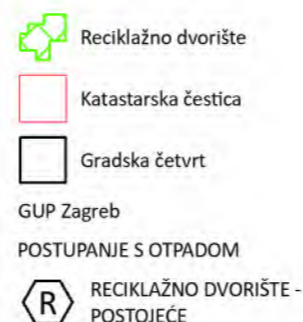 Reciklažno dvorište
Katastarska čestica
Gradska četvrt
GUP Zagreb
POSTUPANJE S OTPADOM
R RECIKLAŽNO DVORIŠTE -
POSTOJEĆE